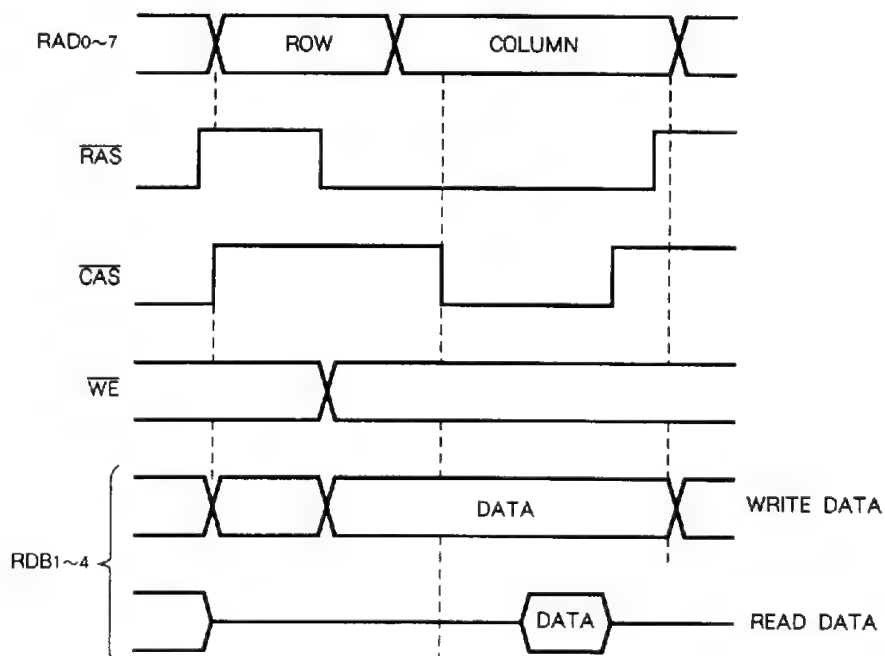 RAD0~7 ROW COLUMN
RAS
CAS
WE
DATA WRITE DATA
RDB1~4
DATA READ DATA